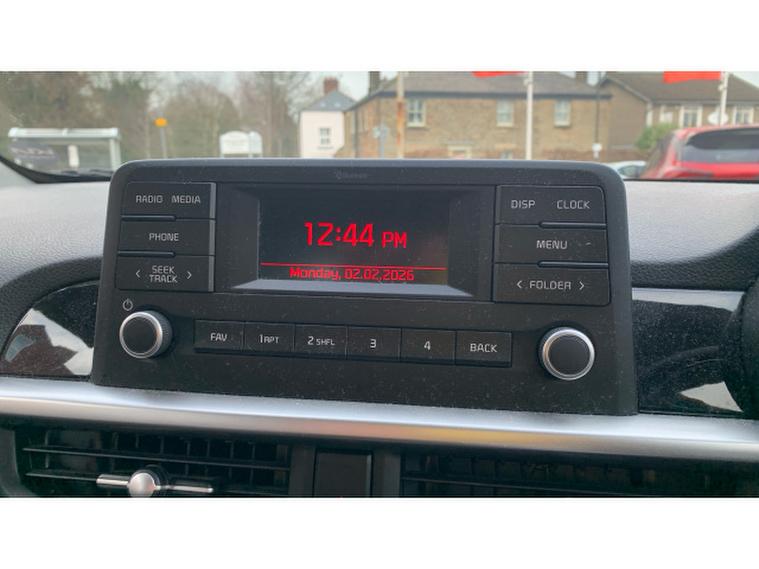 Bluetooth
RADIO MEDIA
PHONE
< SEEK TRACK >
12:44 PM
Monday, 02.02.2026
DISP CLOCK
MENU
< FOLDER >
FAV
1 RPT
2 SHFL
3
4
BACK